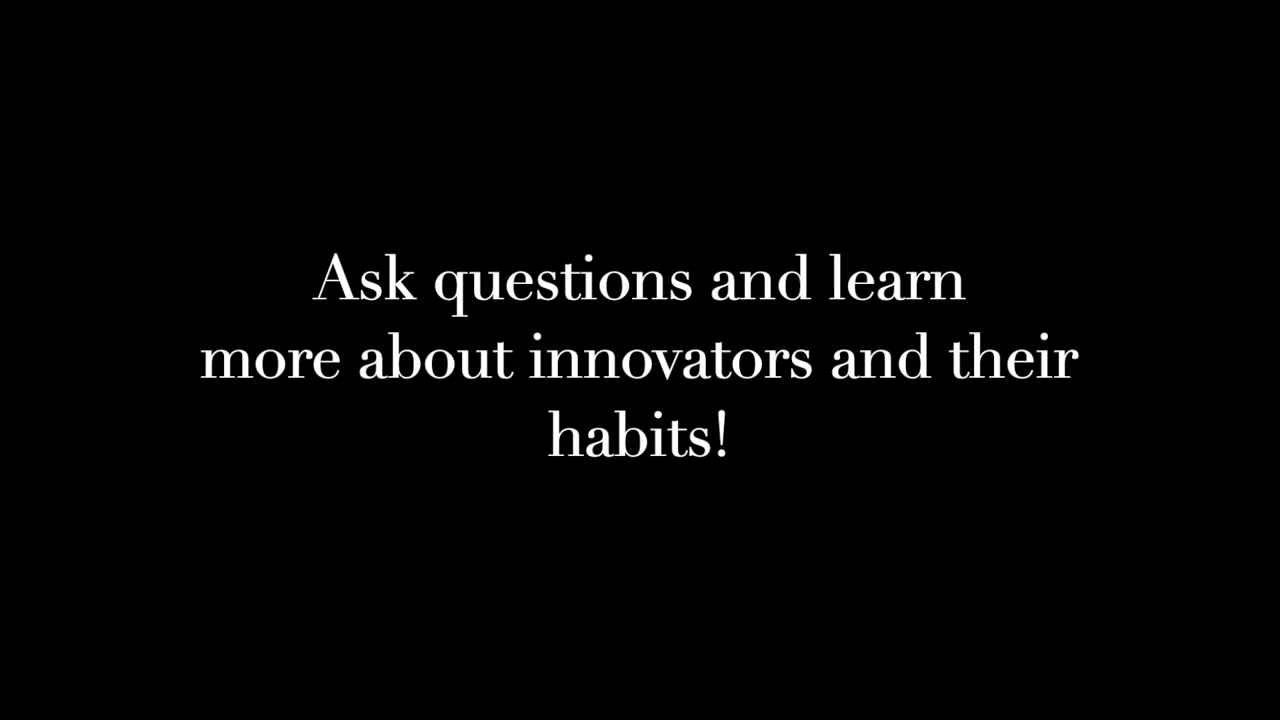 Ask questions and learn
more about innovators and their
habits!